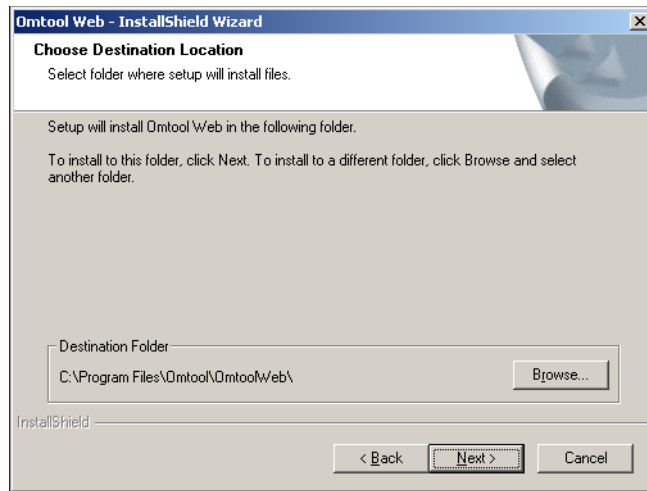 Omtool Web - InstallShield Wizard
Choose Destination Location
Select folder where setup will install files.
Setup will install Omtool Web in the following folder.
To install to this folder, click Next. To install to a different folder, click Browse and select
another folder.
Destination Folder
C:\Program Files\Omtool\OmtoolWeb\
Browse...
InstallShield
< Back
Next >
Cancel